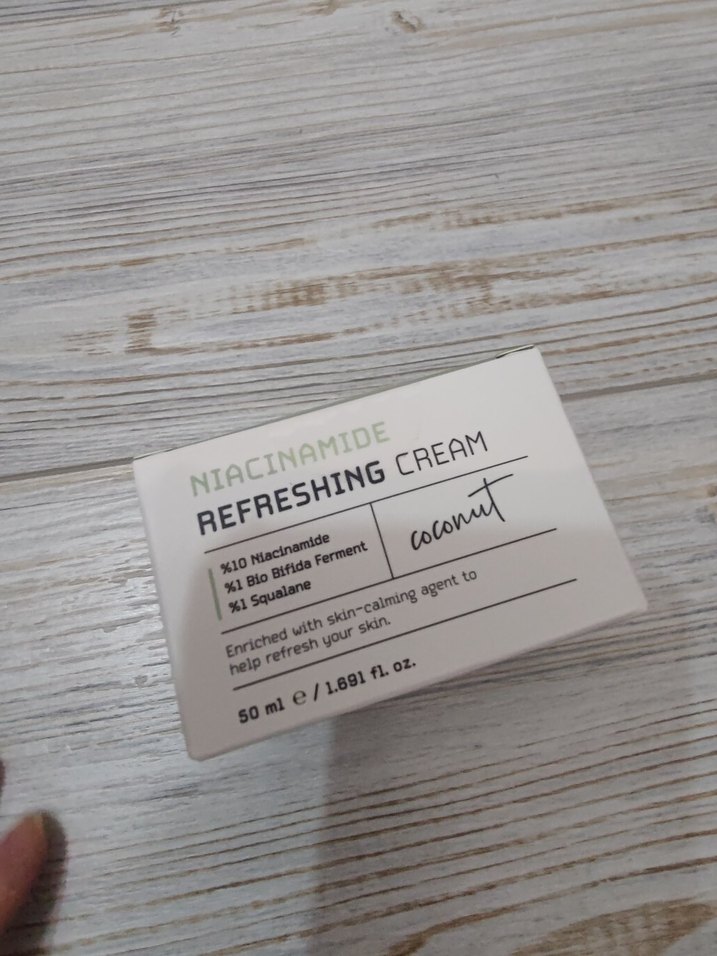 NIACINAMIDE
REFRESHING CREAM
%10 Niacinamide
%1 Bio Bifida Ferment
%1 Squalane
coconut
Enriched with skin-calming agent to
help refresh your skin.
50 ml ℮ / 1.691 fl. oz.